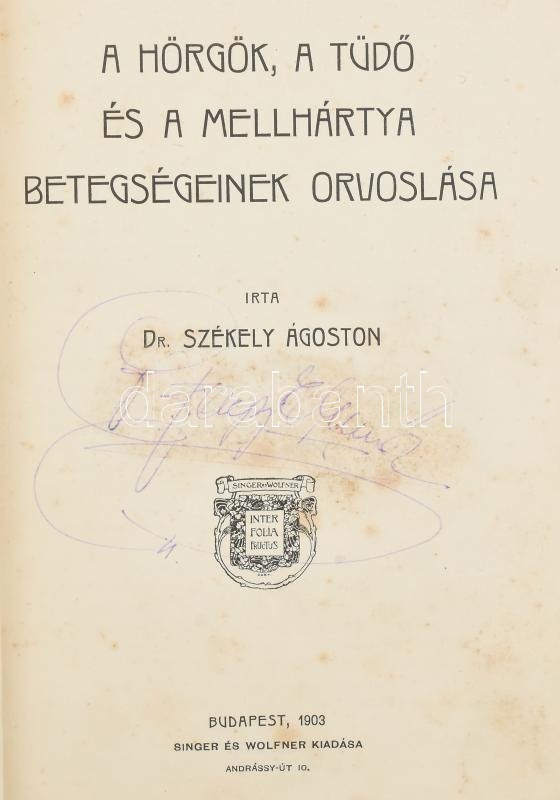 A HÖRGÖK, A TÜDŐ
ÉS A MELLHÁRTYA
BETEGSÉGEINEK ORVOSLÁSA
IRTA
DR. SZÉKELY ÁGOSTON
darabanth
SINGER ÉS WOLFNER
INTER
FOLIA
FRUCTUS
BUDAPEST, 1903
SINGER ÉS WOLFNER KIADÁSA
ANDRÁSSY-ÚT 10.